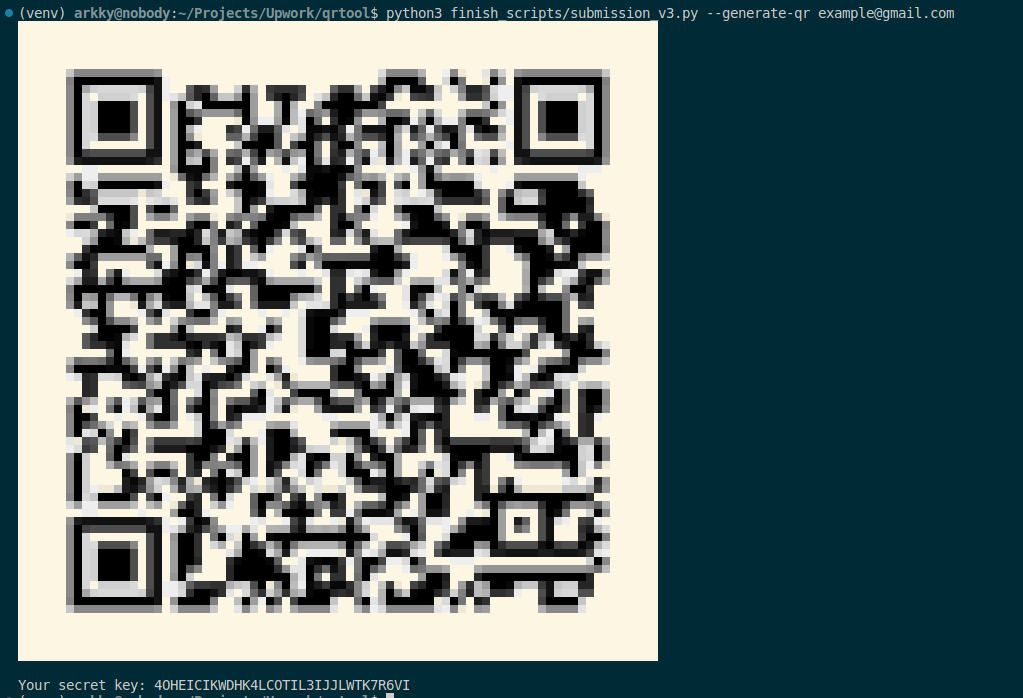 (venv) arkky@nobody:~/Projects/Upwork/qrtool$ python3 finish_scripts/submission_v3.py --generate-qr example@gmail.com
Your secret key: 4OHEICIKWDHK4LCOTIL3IJJLWTK7R6VI